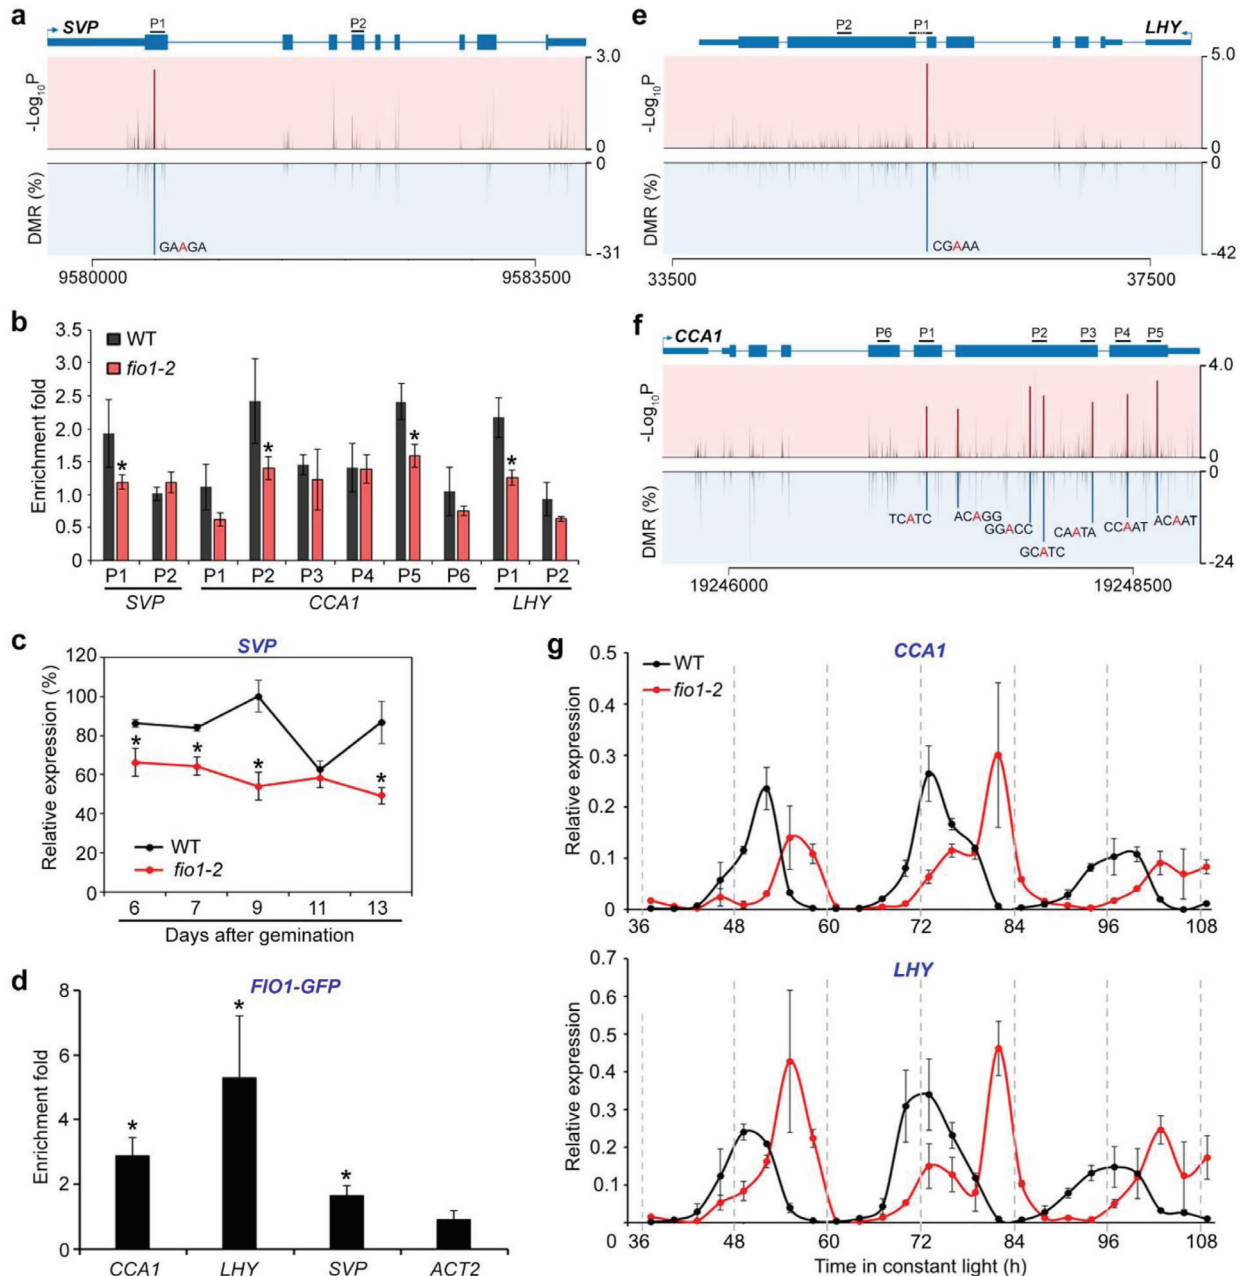 a
SVP
P1
P2
-Log10P
3.0
0
0
DMR (%)
GAAGA
-31
9580000
9583500
e
P2
P1
LHY
-Log10P
5.0
0
0
DMR (%)
CGAAA
-42
33500
37500
b
WT
fio1-2
Enrichment fold
3.5
3.0
2.5
2.0
1.5
1.0
0.5
0
* * * *
P1 P2 P1 P2 P3 P4 P5 P6 P1 P2
SVP CCA1 LHY
f
CCA1
P6 P1 P2 P3 P4 P5
-Log10P
4.0
0
0
DMR (%)
TCATC ACAGG GGACC GCATC CAATA CCAAT ACAAT
-24
19246000
19248500
c
SVP
Relative expression (%)
120
100
80
60
40
20
0
* * * *
WT
fio1-2
6 7 9 11 13
Days after gemination
d
FIO1-GFP
Enrichment fold
8
6
4
2
0
* * *
CCA1 LHY SVP ACT2
g
CCA1
WT
fio1-2
Relative expression
0.5
0.4
0.3
0.2
0.1
0
36 48 60 72 84 96 108
LHY
Relative expression
0.7
0.6
0.5
0.4
0.3
0.2
0.1
0
36 48 60 72 84 96 108
Time in constant light (h)